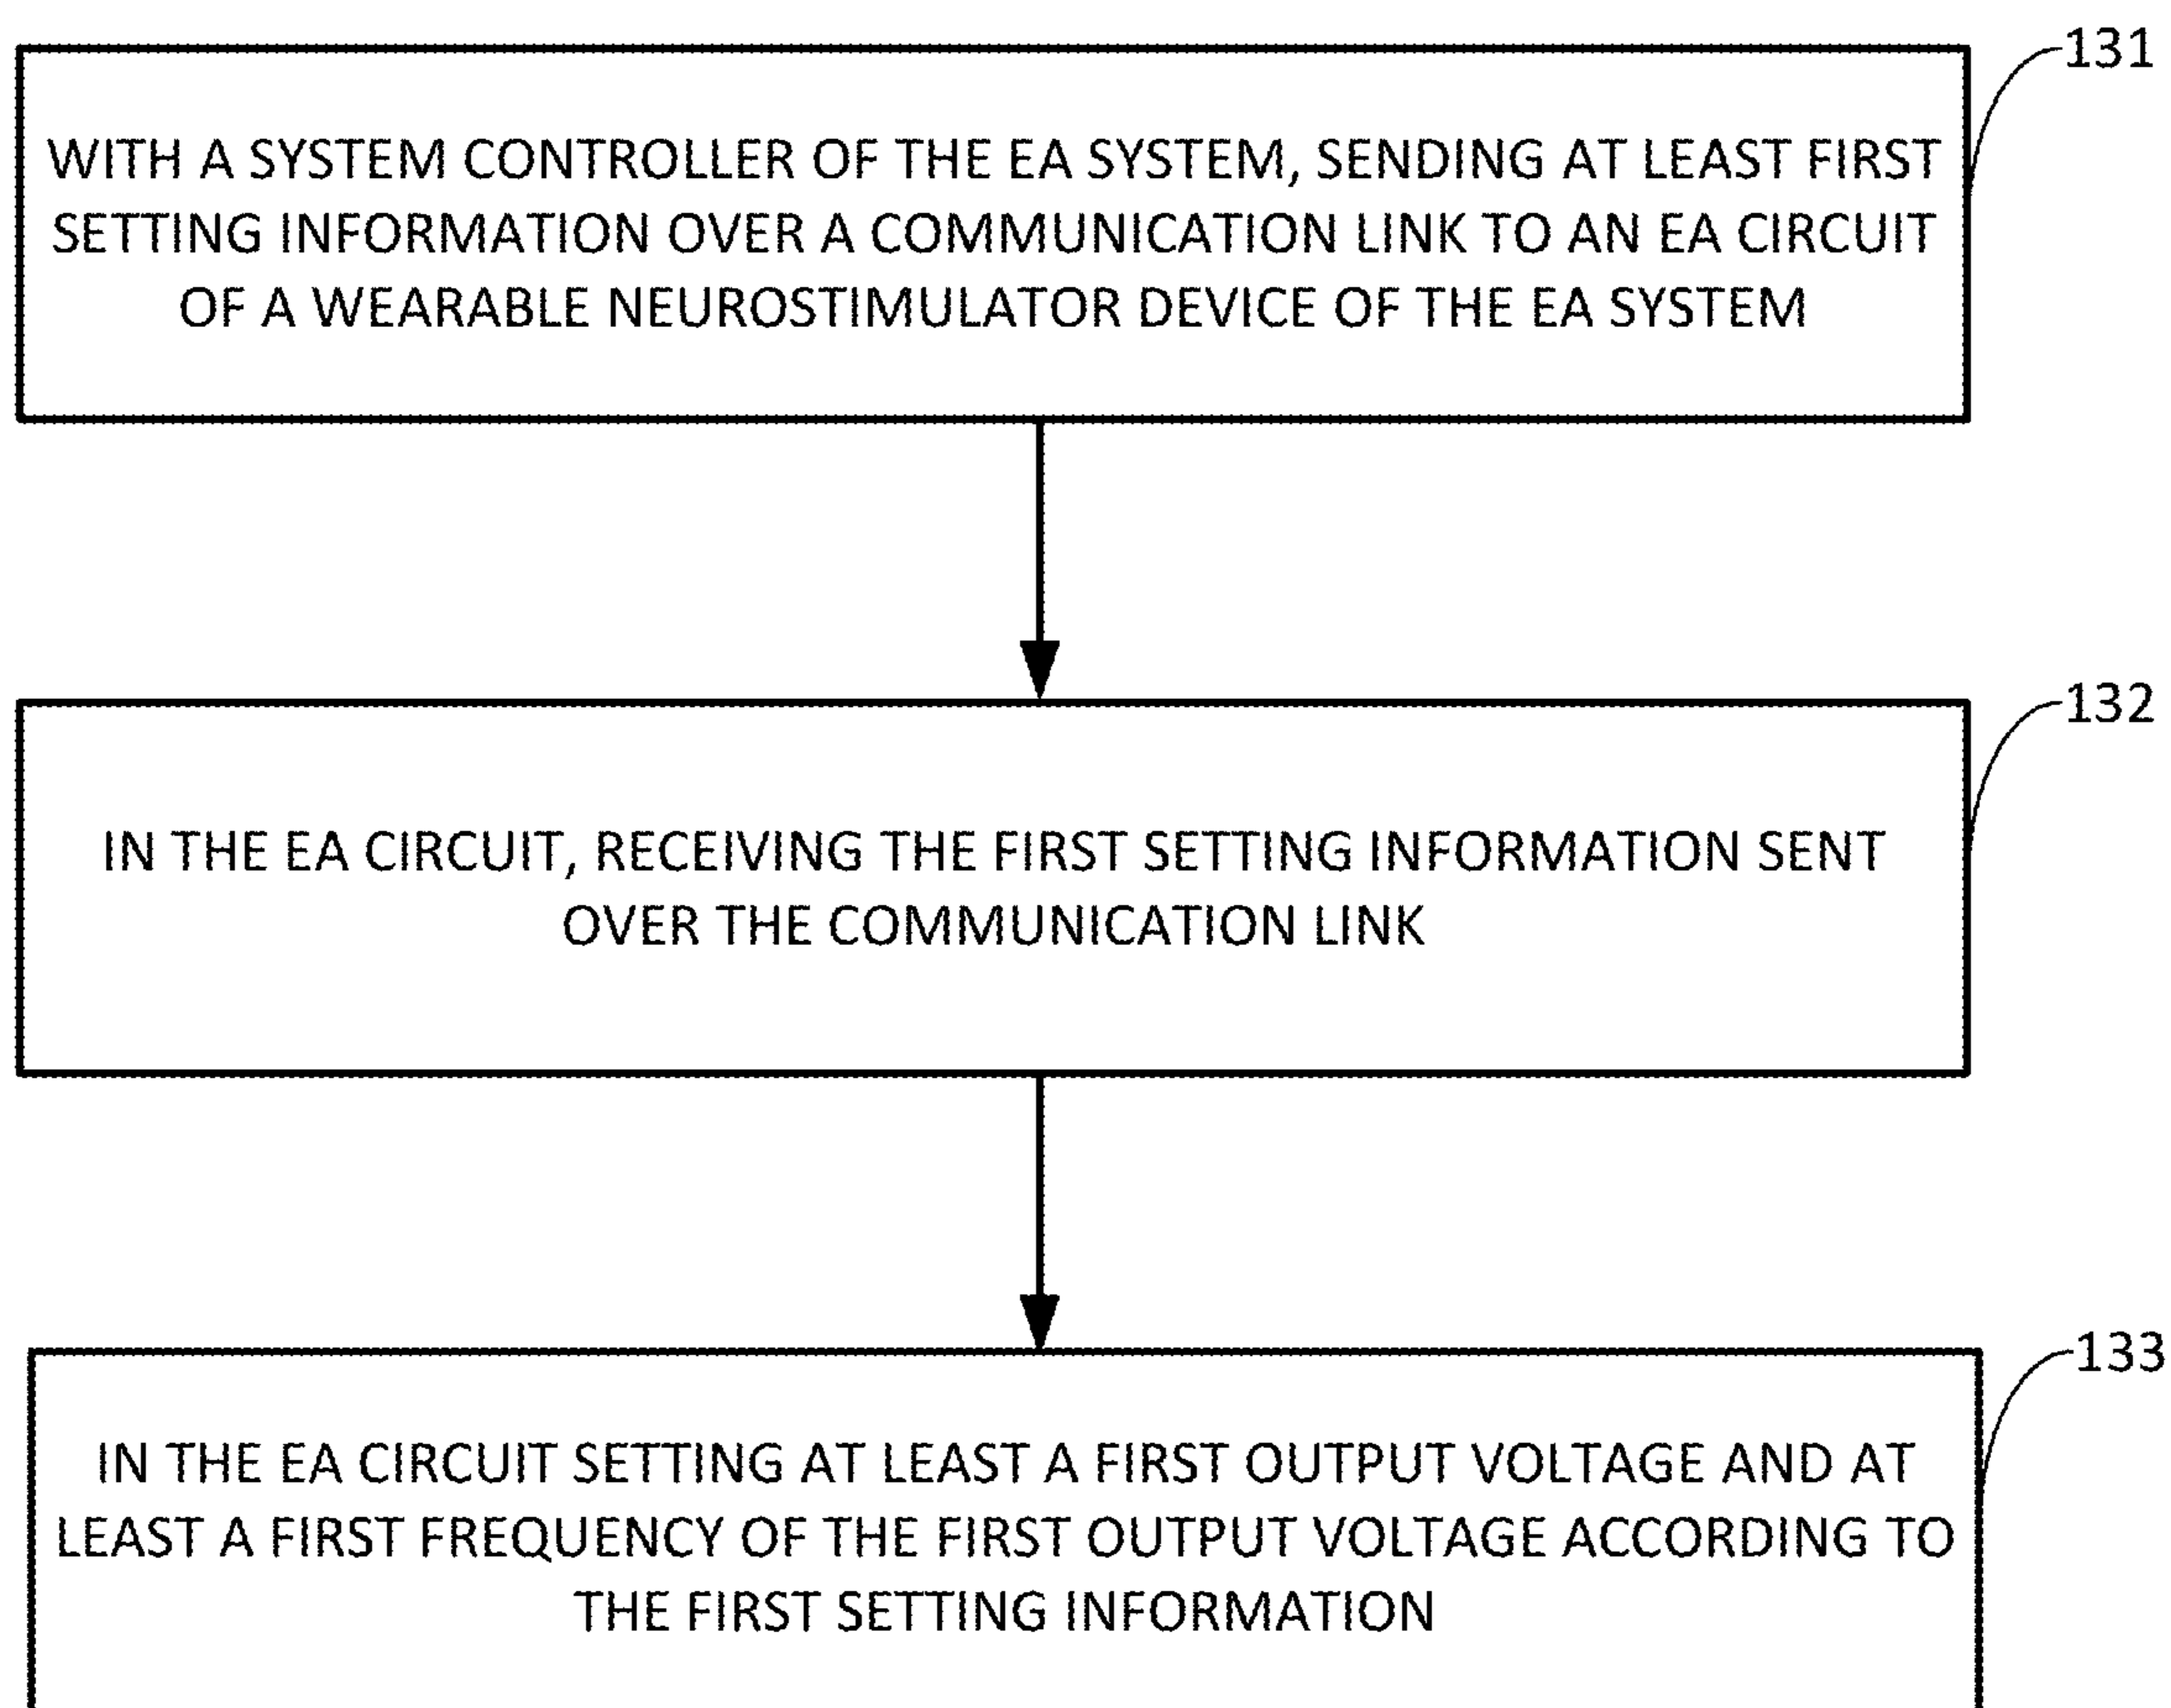 131
WITH A SYSTEM CONTROLLER OF THE EA SYSTEM, SENDING AT LEAST FIRST
SETTING INFORMATION OVER A COMMUNICATION LINK TO AN EA CIRCUIT
OF A WEARABLE NEUROSTIMULATOR DEVICE OF THE EA SYSTEM
132
IN THE EA CIRCUIT, RECEIVING THE FIRST SETTING INFORMATION SENT
OVER THE COMMUNICATION LINK
133
IN THE EA CIRCUIT SETTING AT LEAST A FIRST OUTPUT VOLTAGE AND AT
LEAST A FIRST FREQUENCY OF THE FIRST OUTPUT VOLTAGE ACCORDING TO
THE FIRST SETTING INFORMATION